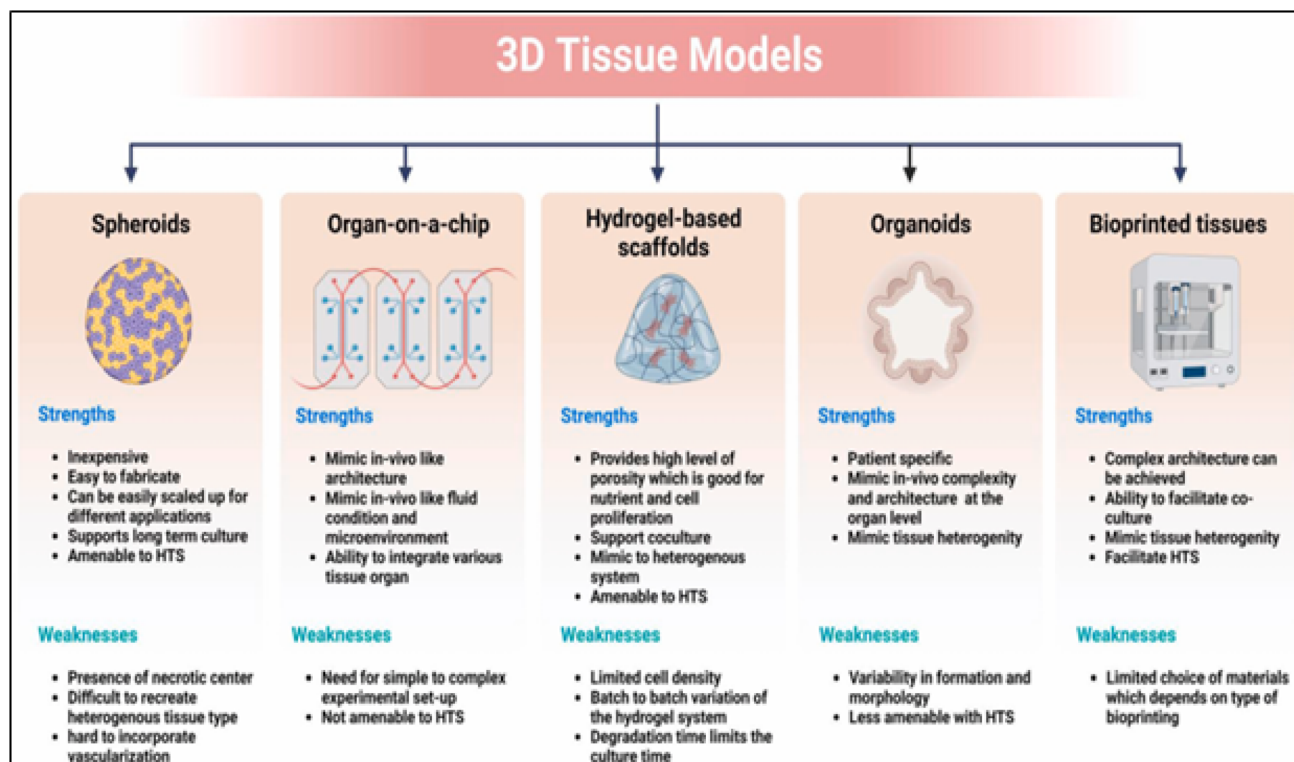 3D Tissue Models
Spheroids
Strengths
• Inexpensive
• Easy to fabricate
• Can be easily scaled up for
different applications
• Supports long term culture
• Amenable to HTS
Weaknesses
• Presence of necrotic center
• Difficult to recreate
heterogenous tissue type
• hard to incorporate
vascularization
Organ-on-a-chip
Strengths
• Mimic in-vivo like
architecture
• Mimic in-vivo like fluid
condition and
microenvironment
• Ability to integrate various
tissue organ
Weaknesses
• Need for simple to complex
experimental set-up
• Not amenable to HTS
Hydrogel-based
scaffolds
Strengths
• Provides high level of
porosity which is good for
nutrient and cell
proliferation
• Support coculture
• Mimic to heterogenous
system
• Amenable to HTS
Weaknesses
• Limited cell density
• Batch to batch variation of
the hydrogel system
• Degradation time limits the
culture time
Organoids
Strengths
• Patient specific
• Mimic in-vivo complexity
and architecture at the
organ level
• Mimic tissue heterogenity
Weaknesses
• Variability in formation and
morphology
• Less amenable with HTS
Bioprinted tissues
Strengths
• Complex architecture can
be achieved
• Ability to facilitate co-
culture
• Mimic tissue heterogenity
• Facilitate HTS
Weaknesses
• Limited choice of materials
which depends on type of
bioprinting